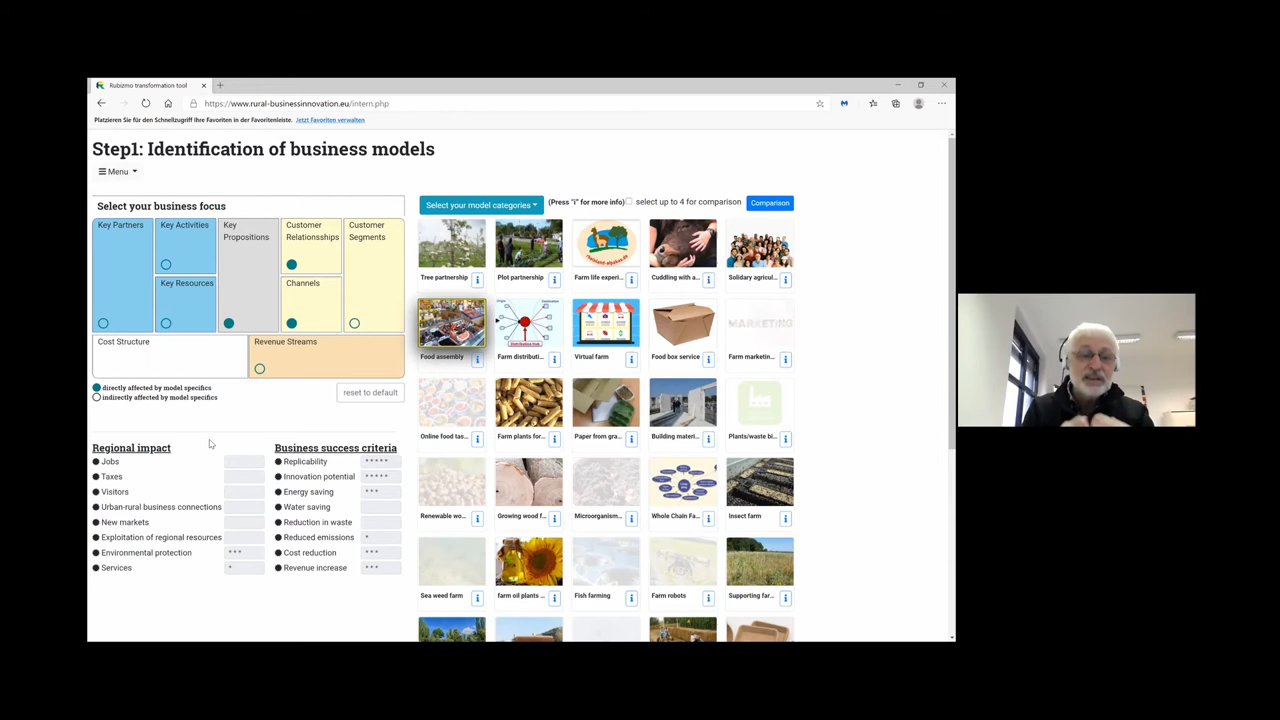 Rubizmo transformation tool
https://www.rural-businessinnovation.eu/intern.php
Platzieren Sie für den Schnellzugriff Ihre Favoriten in der Favoritenleiste. Jetzt Favoriten verwalten
Step1: Identification of business models
Menu
Select your business focus
Key Partners
Key Activities
Key
Propositions
Customer
Relationsships
Customer
Segments
Key Resources
Channels
Cost Structure
Revenue Streams
directly affected by model specifics
indirectly affected by model specifics
reset to default
Regional impact
Jobs
Taxes
Visitors
Urban-rural business connections
New markets
Exploitation of regional resources
Environmental protection ***
Services *
Business success criteria
Replicability *****
Innovation potential *****
Energy saving ***
Water saving
Reduction in waste
Reduced emissions *
Cost reduction ***
Revenue increase ***
Select your model categories
(Press "i" for more info)
select up to 4 for comparison
Comparison
rheinland-alpakas.de
Tree partnership
Plot partnership
Farm life experi...
Cuddling with a...
Solidary agricul...
Distribution Hub
MARKETING
Food assembly
Farm distributi...
Virtual farm
Food box service
Farm marketin...
Online food tas...
Farm plants for...
Paper from gra...
Building materi...
Plants/waste bi...
Renewable wo...
Growing wood f...
Microorganism...
Whole Chain Fa...
Insect farm
Sea weed farm
farm oil plants ...
Fish farming
Farm robots
Supporting far...